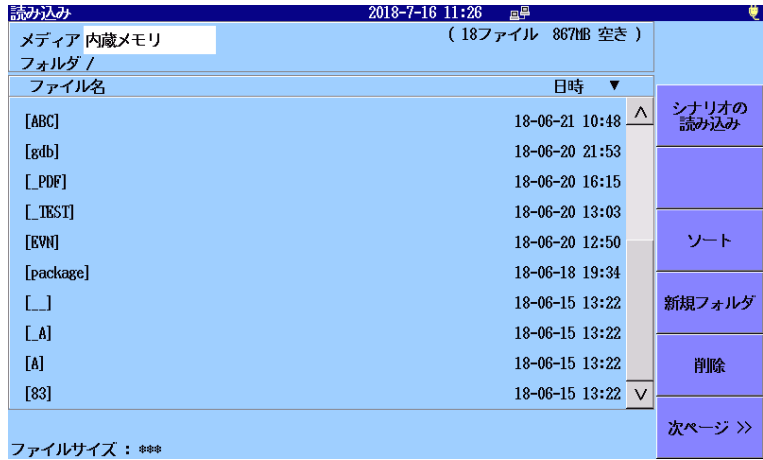 読み込み 2018-7-16 11:26
メディア 内蔵メモリ (18ファイル 867MB 空き)
フォルダ /
ファイル名 日時 ▼
[ABC] 18-06-21 10:48
[gdb] 18-06-20 21:53
[_PDF] 18-06-20 16:15
[_TEST] 18-06-20 13:03
[EVN] 18-06-20 12:50
[package] 18-06-18 19:34
[__] 18-06-15 13:22
[_A] 18-06-15 13:22
[A] 18-06-15 13:22
[83] 18-06-15 13:22
ファイルサイズ : ***
シナリオの
読み込み
ソート
新規フォルダ
削除
次ページ >>